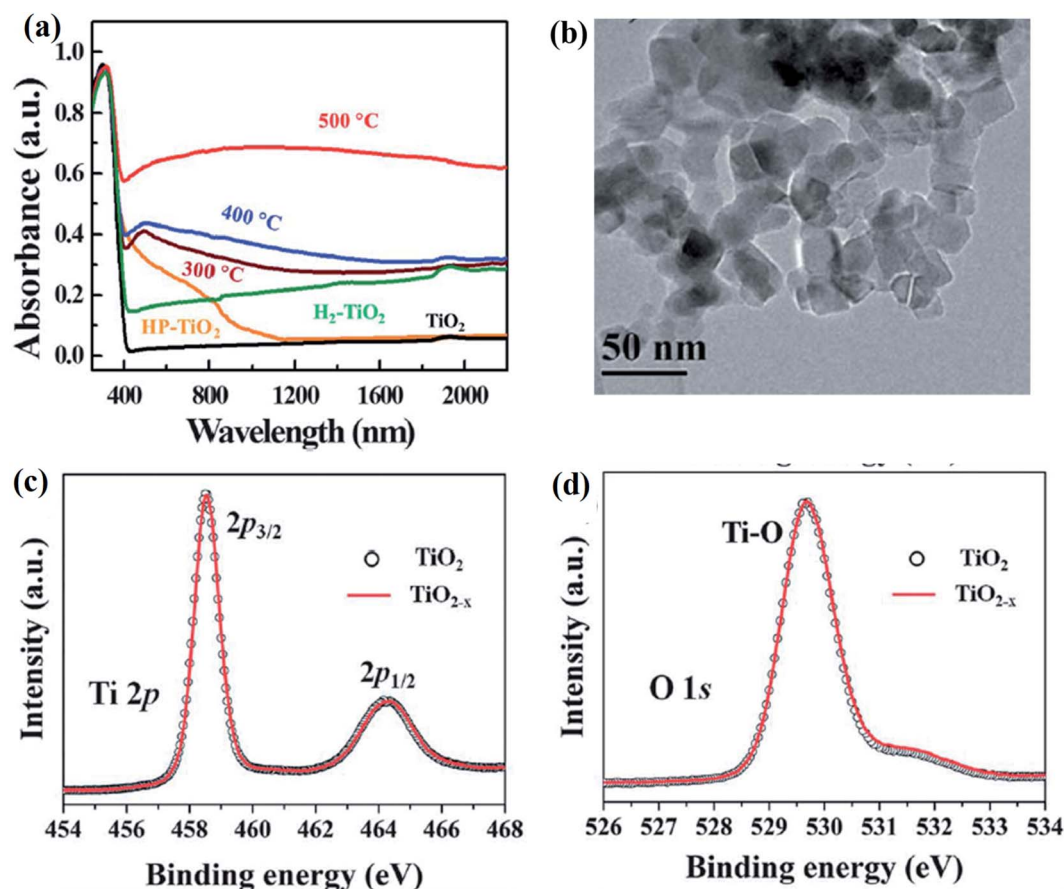 (a)
Absorbance (a.u.)
1.0
0.8
0.6
0.4
0.2
0.0
500 °C
400 °C
300 °C
HP-TiO₂
H₂-TiO₂
TiO₂
400 800 1200 1600 2000
Wavelength (nm)
(b)
50 nm
(c)
Intensity (a.u.)
2p₃/₂
TiO₂
TiO₂₋ₓ
Ti 2p
2p₁/₂
454 456 458 460 462 464 466 468
Binding energy (eV)
(d)
Intensity (a.u.)
Ti-O
TiO₂
TiO₂₋ₓ
O 1s
526 527 528 529 530 531 532 533 534
Binding energy (eV)